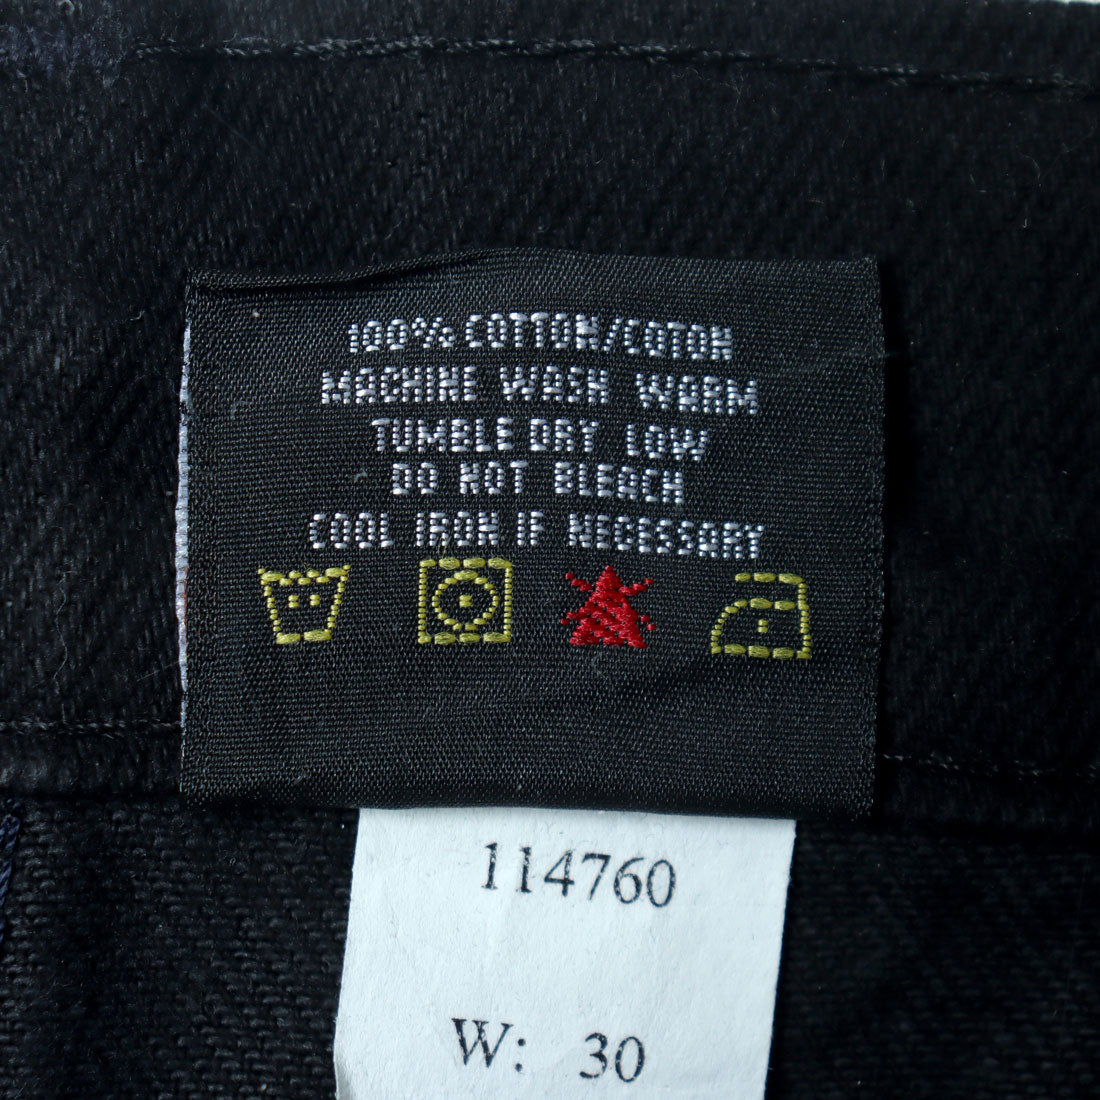 100% COTTON/COTON
MACHINE WASH WARM
TUMBLE DRY LOW
DO NOT BLEACH
COOL IRON IF NECESSARY
114760
W: 30